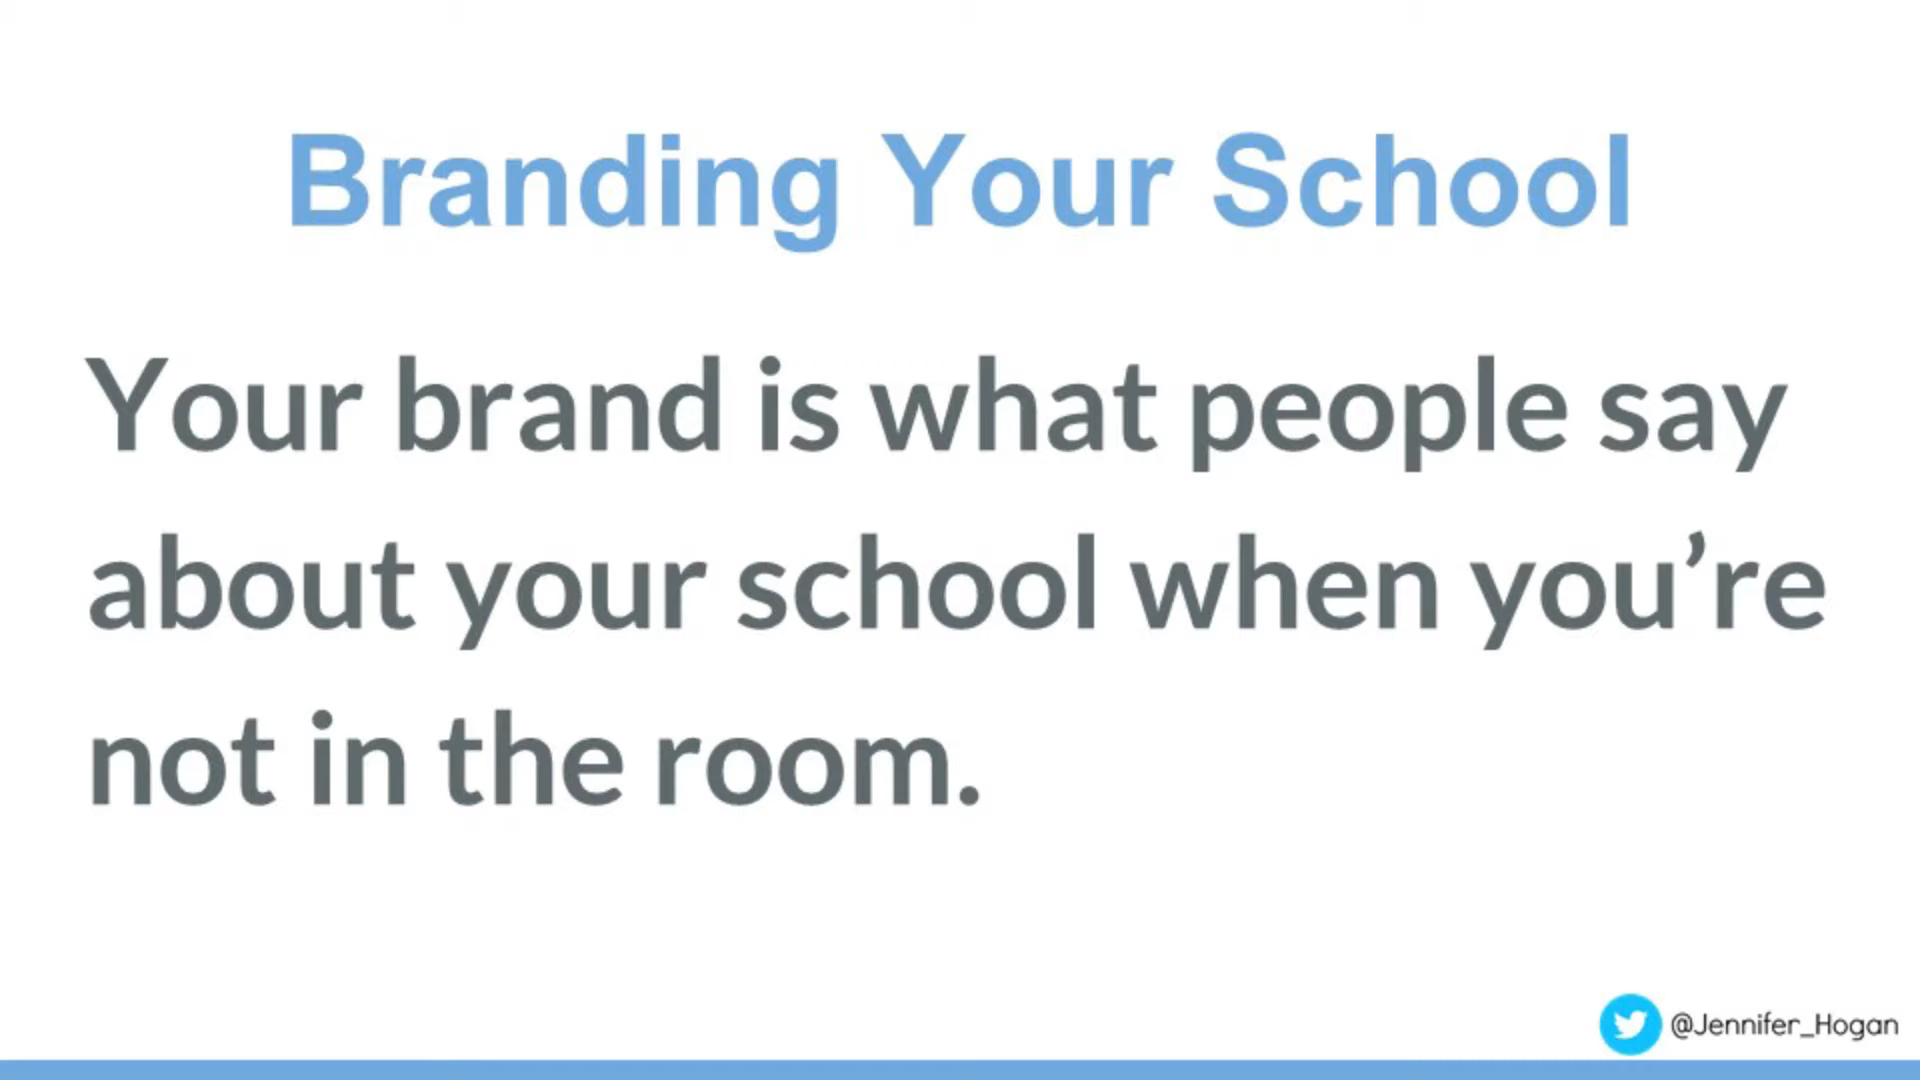 Branding Your School
Your brand is what people say
about your school when you’re
not in the room.
@Jennifer_Hogan